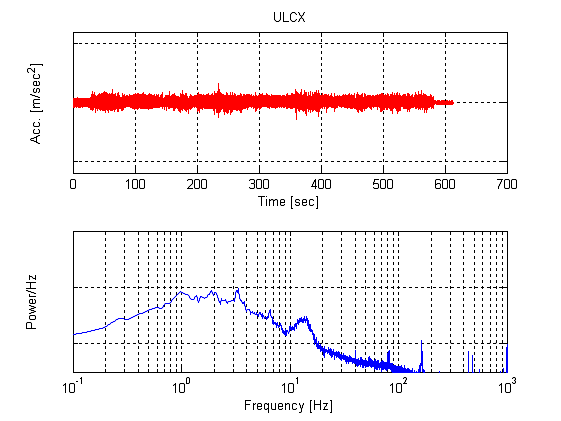 ULCX
Acc. [m/sec²]
0 100 200 300 400 500 600 700
Time [sec]
Power/Hz
10⁻¹ 10⁰ 10¹ 10² 10³
Frequency [Hz]